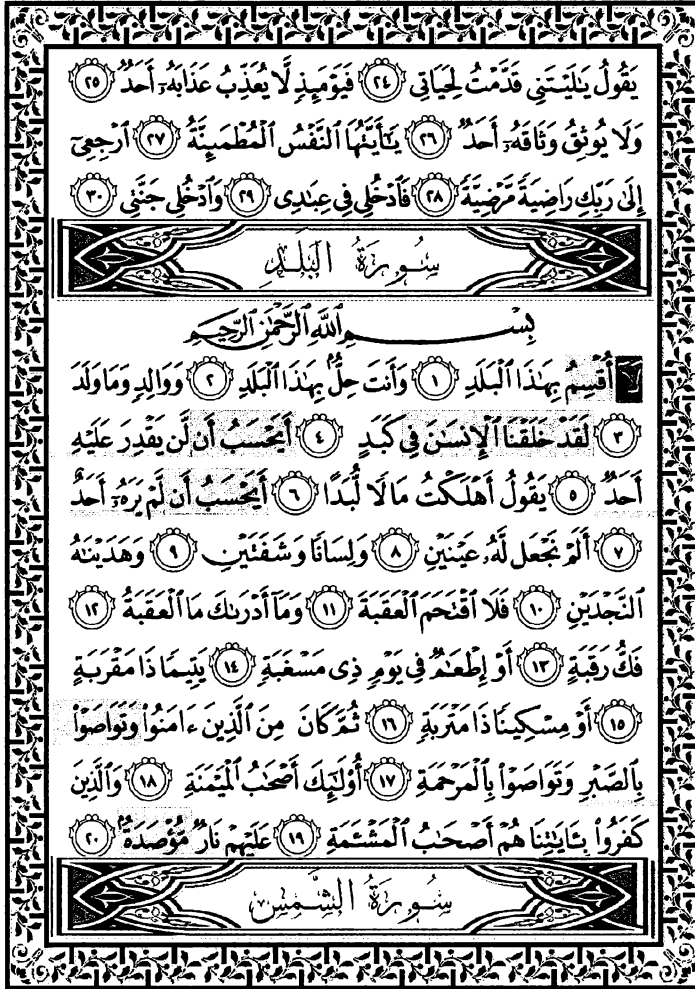 يَقُولُ يَـٰلَيْتَنِى قَدَّمْتُ لِحَيَاتِى ٢٤ فَيَوْمَئِذٍ لَّا يُعَذِّبُ عَذَابَهُۥٓ أَحَدٌ ٢٥
وَلَا يُوثِقُ وَثَاقَهُۥٓ أَحَدٌ ٢٦ يَـٰٓأَيَّتُهَا ٱلنَّفْسُ ٱلْمُطْمَئِنَّةُ ٢٧ ٱرْجِعِىٓ
إِلَىٰ رَبِّكِ رَاضِيَةً مَّرْضِيَّةً ٢٨ فَٱدْخُلِى فِى عِبَـٰدِى ٢٩ وَٱدْخُلِى جَنَّتِى ٣٠
سُورَةُ الْبَلَدِ
بِسْمِ ٱللَّهِ ٱلرَّحْمَـٰنِ ٱلرَّحِيمِ
لَآ أُقْسِمُ بِهَـٰذَا ٱلْبَلَدِ ١ وَأَنتَ حِلٌّۢ بِهَـٰذَا ٱلْبَلَدِ ٢ وَوَالِدٍ وَمَا وَلَدَ
٣ لَقَدْ خَلَقْنَا ٱلْإِنسَـٰنَ فِى كَبَدٍ ٤ أَيَحْسَبُ أَن لَّن يَقْدِرَ عَلَيْهِ
أَحَدٌ ٥ يَقُولُ أَهْلَكْتُ مَالًا لُّبَدًا ٦ أَيَحْسَبُ أَن لَّمْ يَرَهُۥٓ أَحَدٌ
٧ أَلَمْ نَجْعَل لَّهُۥ عَيْنَيْنِ ٨ وَلِسَانًا وَشَفَتَيْنِ ٩ وَهَدَيْنَـٰهُ
ٱلنَّجْدَيْنِ ١٠ فَلَا ٱقْتَحَمَ ٱلْعَقَبَةَ ١١ وَمَآ أَدْرَىٰكَ مَا ٱلْعَقَبَةُ ١٢
فَكُّ رَقَبَةٍ ١٣ أَوْ إِطْعَـٰمٌ فِى يَوْمٍ ذِى مَسْغَبَةٍ ١٤ يَتِيمًا ذَا مَقْرَبَةٍ
١٥ أَوْ مِسْكِينًا ذَا مَتْرَبَةٍ ١٦ ثُمَّ كَانَ مِنَ ٱلَّذِينَ ءَامَنُوا۟ وَتَوَاصَوْا۟
بِٱلصَّبْرِ وَتَوَاصَوْا۟ بِٱلْمَرْحَمَةِ ١٧ أُو۟لَـٰٓئِكَ أَصْحَـٰبُ ٱلْمَيْمَنَةِ ١٨ وَٱلَّذِينَ
كَفَرُوا۟ بِـَٔايَـٰتِنَا هُمْ أَصْحَـٰبُ ٱلْمَشْـَٔمَةِ ١٩ عَلَيْهِمْ نَارٌ مُّؤْصَدَةٌۢ ٢٠
سُورَةُ الشَّمْسِ